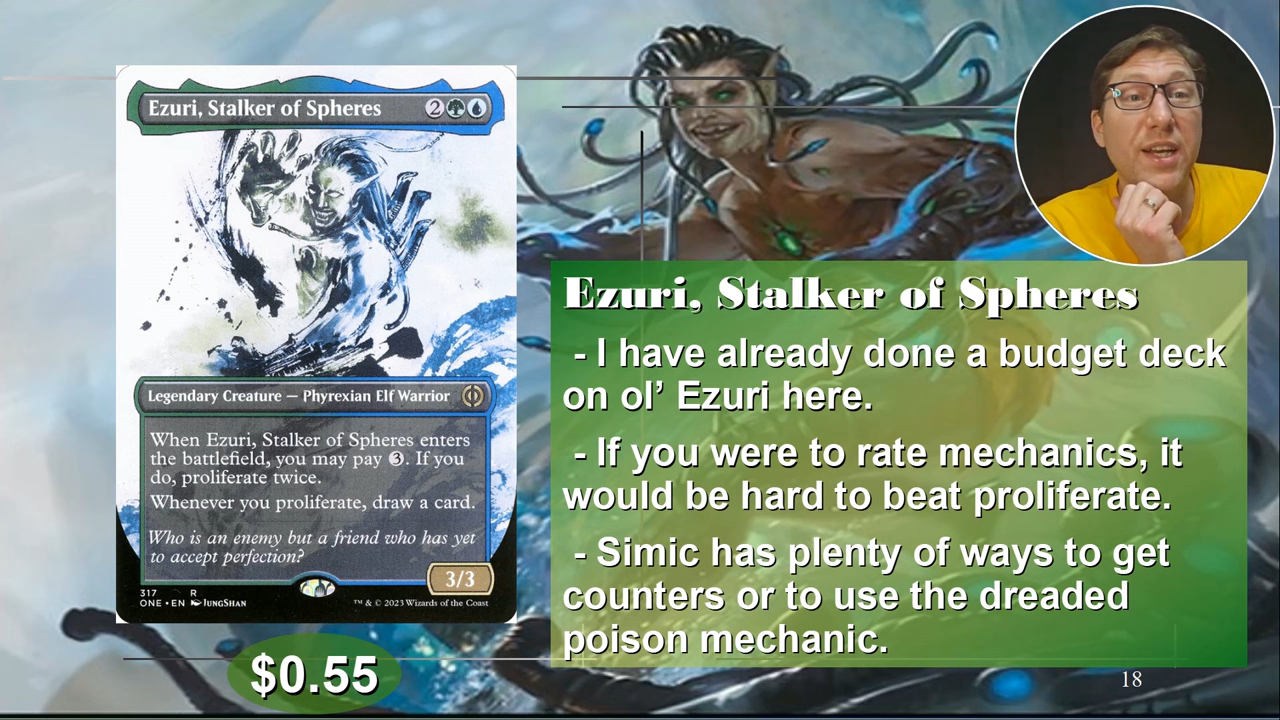 Ezuri, Stalker of Spheres 2
Legendary Creature — Phyrexian Elf Warrior
When Ezuri, Stalker of Spheres enters
the battlefield, you may pay 3. If you
do, proliferate twice.
Whenever you proliferate, draw a card.
Who is an enemy but a friend who has yet
to accept perfection?
3/3
317 R
ONE • EN JUNGSHAN
™ & © 2023 Wizards of the Coast
$0.55
Ezuri, Stalker of Spheres
- I have already done a budget deck
on ol’ Ezuri here.
- If you were to rate mechanics, it
would be hard to beat proliferate.
- Simic has plenty of ways to get
counters or to use the dreaded
poison mechanic.
18